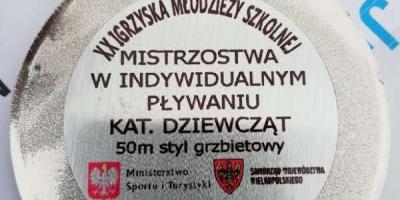 XX IGRZYSKA MŁODZIEŻY SZKOLNEJ
MISTRZOSTWA
W INDYWIDUALNYM
PŁYWANIU
KAT. DZIEWCZĄT
50m styl grzbietowy
Ministerstwo
Sportu i Turystyki
SAMORZĄD WOJEWÓDZTWA
WIELKOPOLSKIEGO